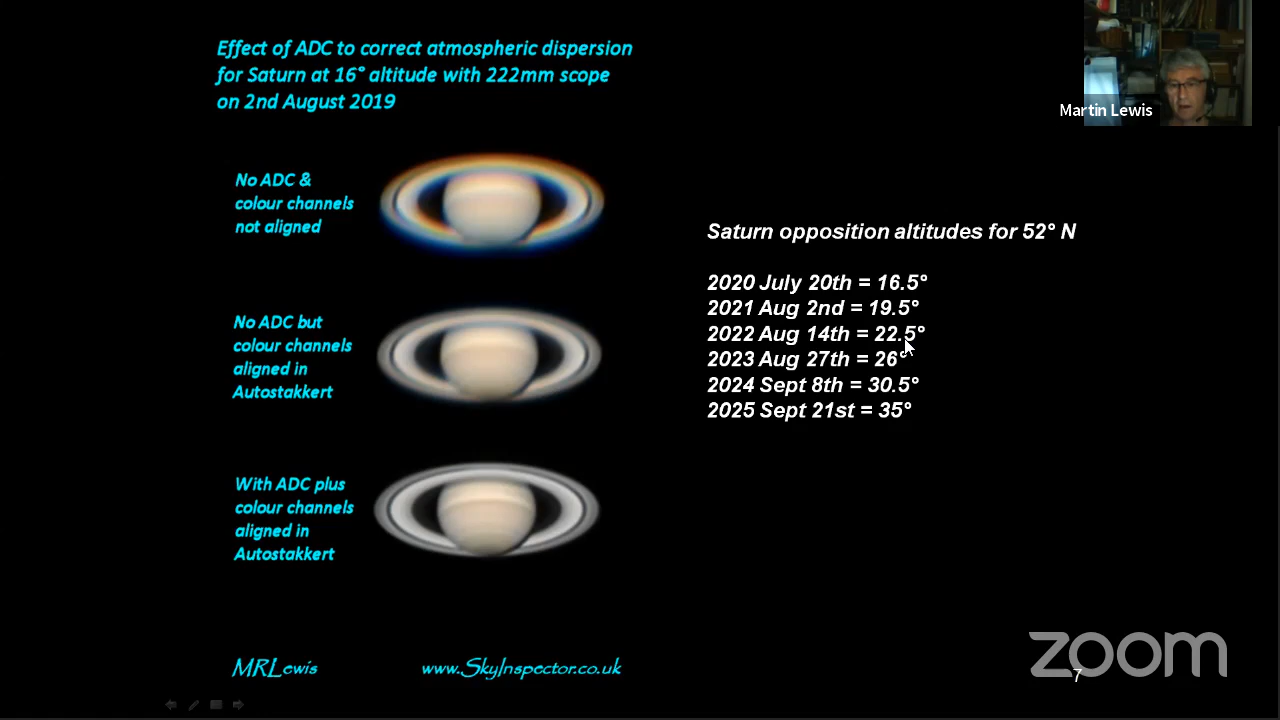 Effect of ADC to correct atmospheric dispersion
for Saturn at 16° altitude with 222mm scope
on 2nd August 2019
Martin Lewis
No ADC &
colour channels
not aligned
Saturn opposition altitudes for 52° N
2020 July 20th = 16.5°
2021 Aug 2nd = 19.5°
2022 Aug 14th = 22.5°
2023 Aug 27th = 26°
2024 Sept 8th = 30.5°
2025 Sept 21st = 35°
No ADC but
colour channels
aligned in
Autostakkert
With ADC plus
colour channels
aligned in
Autostakkert
MRLewis
www.SkyInspector.co.uk
zoom
7